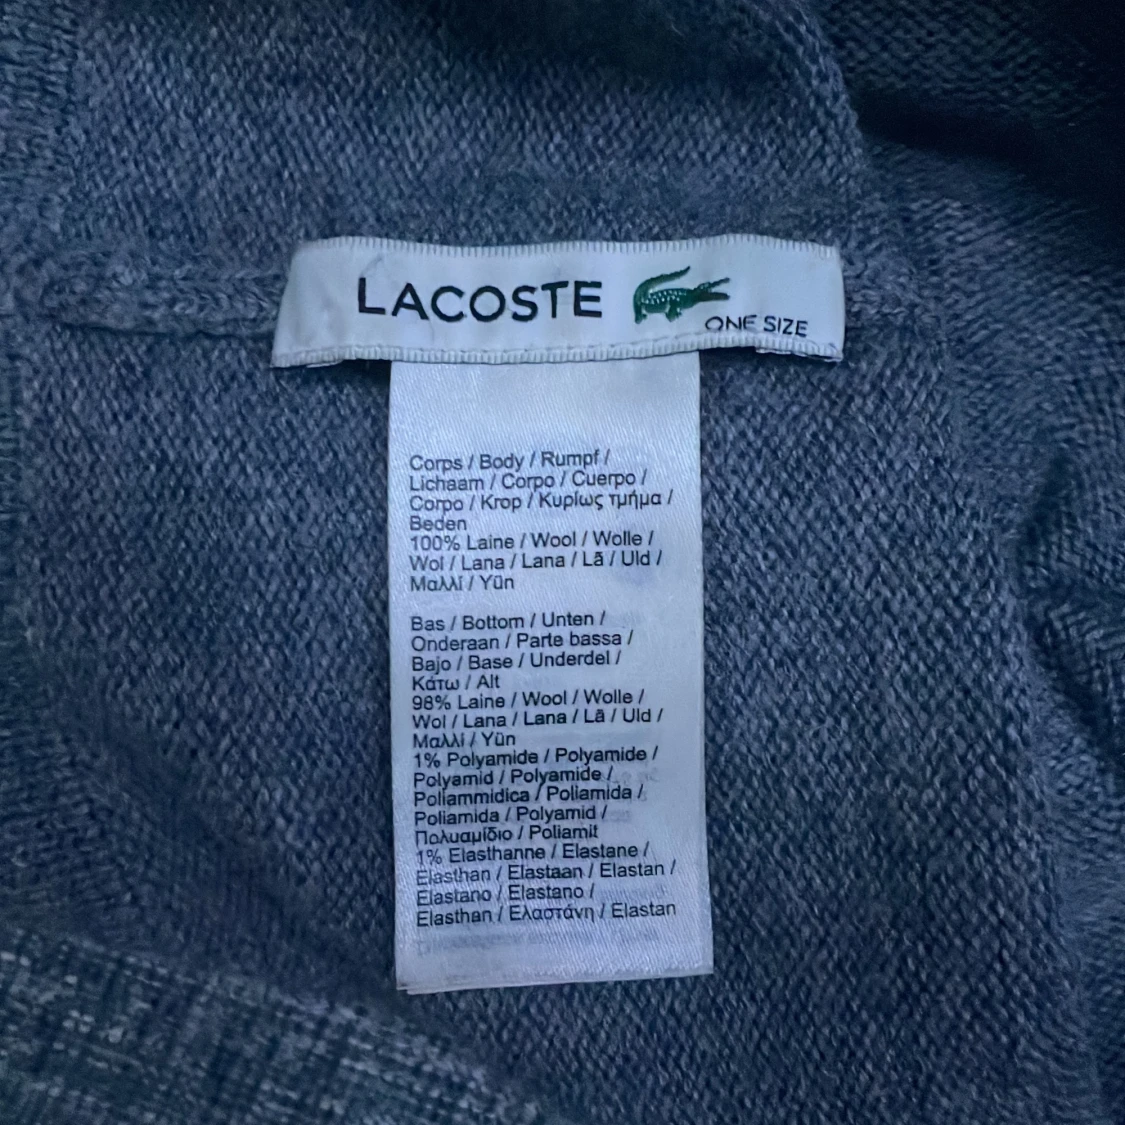 LACOSTE
ONE SIZE
Corps / Body / Rumpf /
Lichaam / Corpo / Cuerpo /
Corpo / Krop / Κυρίως τμήμα /
Beden
100% Laine / Wool / Wolle /
Wol / Lana / Lana / Lã / Uld /
Μαλλί / Yün
Bas / Bottom / Unten /
Onderaan / Parte bassa /
Bajo / Base / Underdel /
Κάτω / Alt
98% Laine / Wool / Wolle /
Wol / Lana / Lana / Lã / Uld /
Μαλλί / Yün
1% Polyamide / Polyamide /
Polyamid / Polyamide /
Poliammidica / Poliamida /
Poliamida / Polyamid /
Πολυαμίδιο / Poliamit
1% Elasthanne / Elastane /
Elasthan / Elastaan / Elastan /
Elastano / Elastano /
Elasthan / Ελαστάνη / Elastan